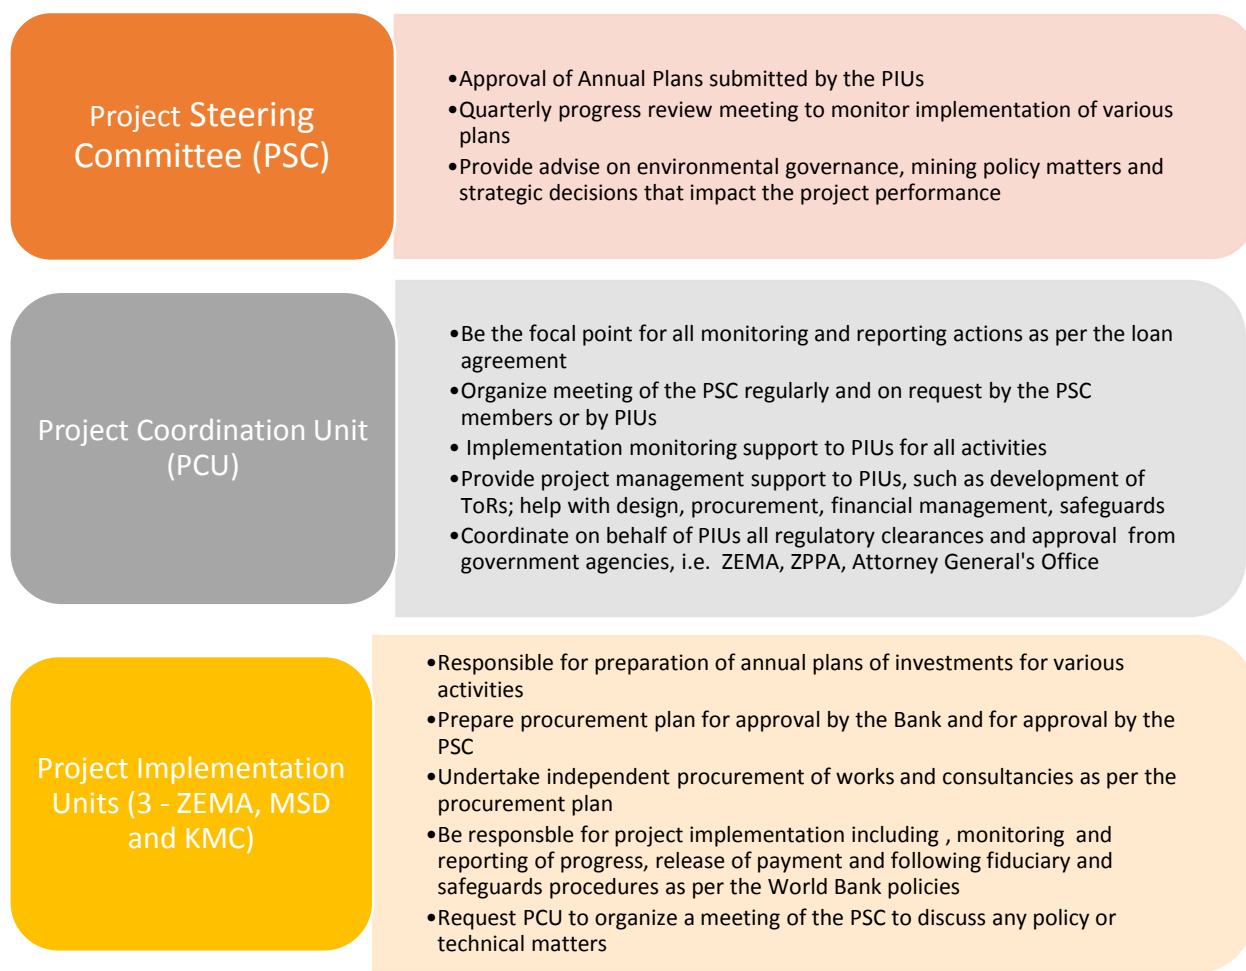 Project Steering
Committee (PSC)
•Approval of Annual Plans submitted by the PIUs
•Quarterly progress review meeting to monitor implementation of various
plans
•Provide advise on environmental governance, mining policy matters and
strategic decisions that impact the project performance
Project Coordination Unit
(PCU)
•Be the focal point for all monitoring and reporting actions as per the loan
agreement
•Organize meeting of the PSC regularly and on request by the PSC
members or by PIUs
• Implementation monitoring support to PIUs for all activities
•Provide project management support to PIUs, such as development of
ToRs; help with design, procurement, financial management, safeguards
•Coordinate on behalf of PIUs all regulatory clearances and approval  from
government agencies, i.e.  ZEMA, ZPPA, Attorney General's Office
Project Implementation
Units (3 - ZEMA, MSD
and KMC)
•Responsible for preparation of annual plans of investments for various
activities
•Prepare procurement plan for approval by the Bank and for approval by the
PSC
•Undertake independent procurement of works and consultancies as per the
procurement plan
•Be responsble for project implementation including , monitoring  and
reporting of progress, release of payment and following fiduciary and
safeguards procedures as per the World Bank policies
•Request PCU to organize a meeting of the PSC to discuss any policy or
technical matters